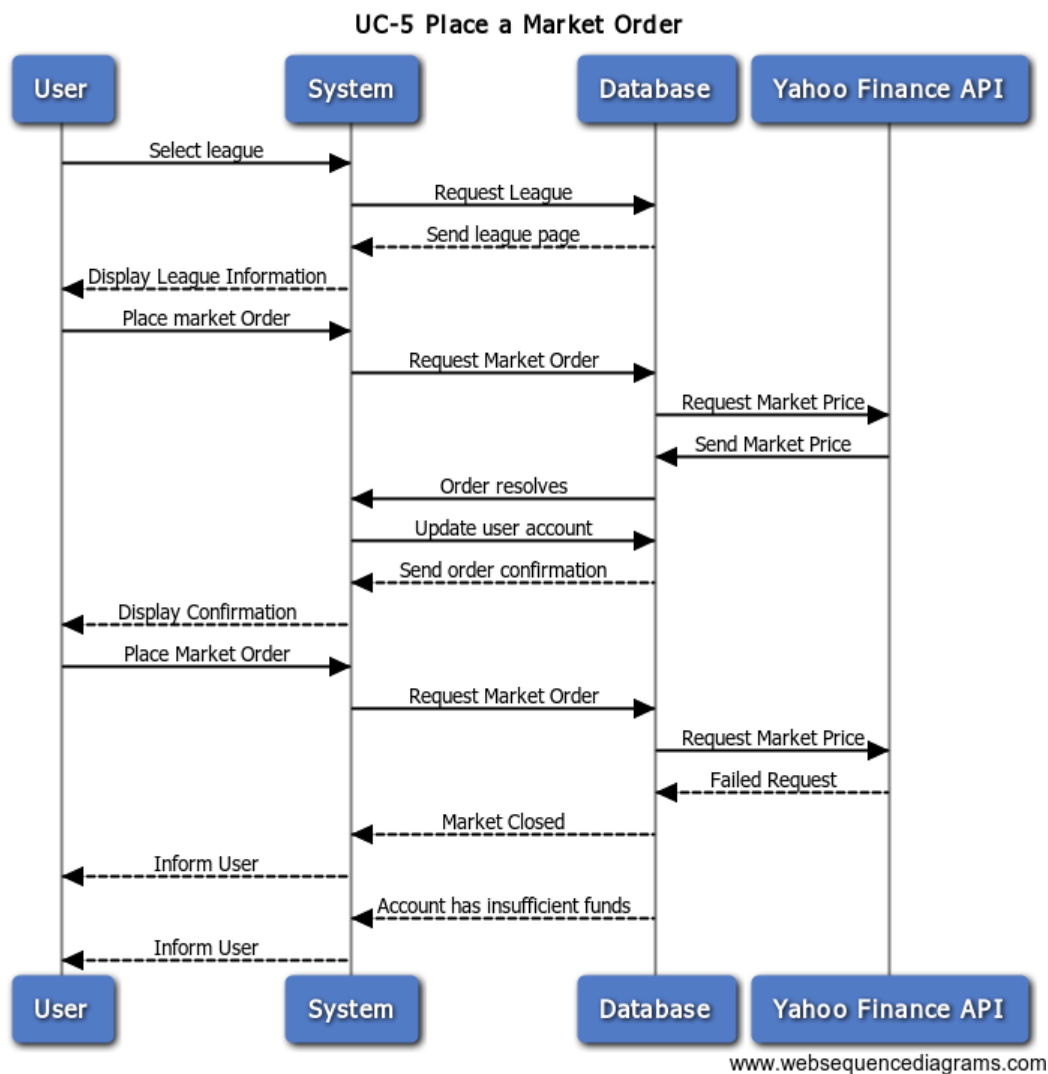 UC-5 Place a Market Order
User
System
Database
Yahoo Finance API
Select league
Request League
Send league page
Display League Information
Place market Order
Request Market Order
Request Market Price
Send Market Price
Order resolves
Update user account
Send order confirmation
Display Confirmation
Place Market Order
Request Market Order
Request Market Price
Failed Request
Market Closed
Inform User
Account has insufficient funds
Inform User
User
System
Database
Yahoo Finance API
www.websequencediagrams.com